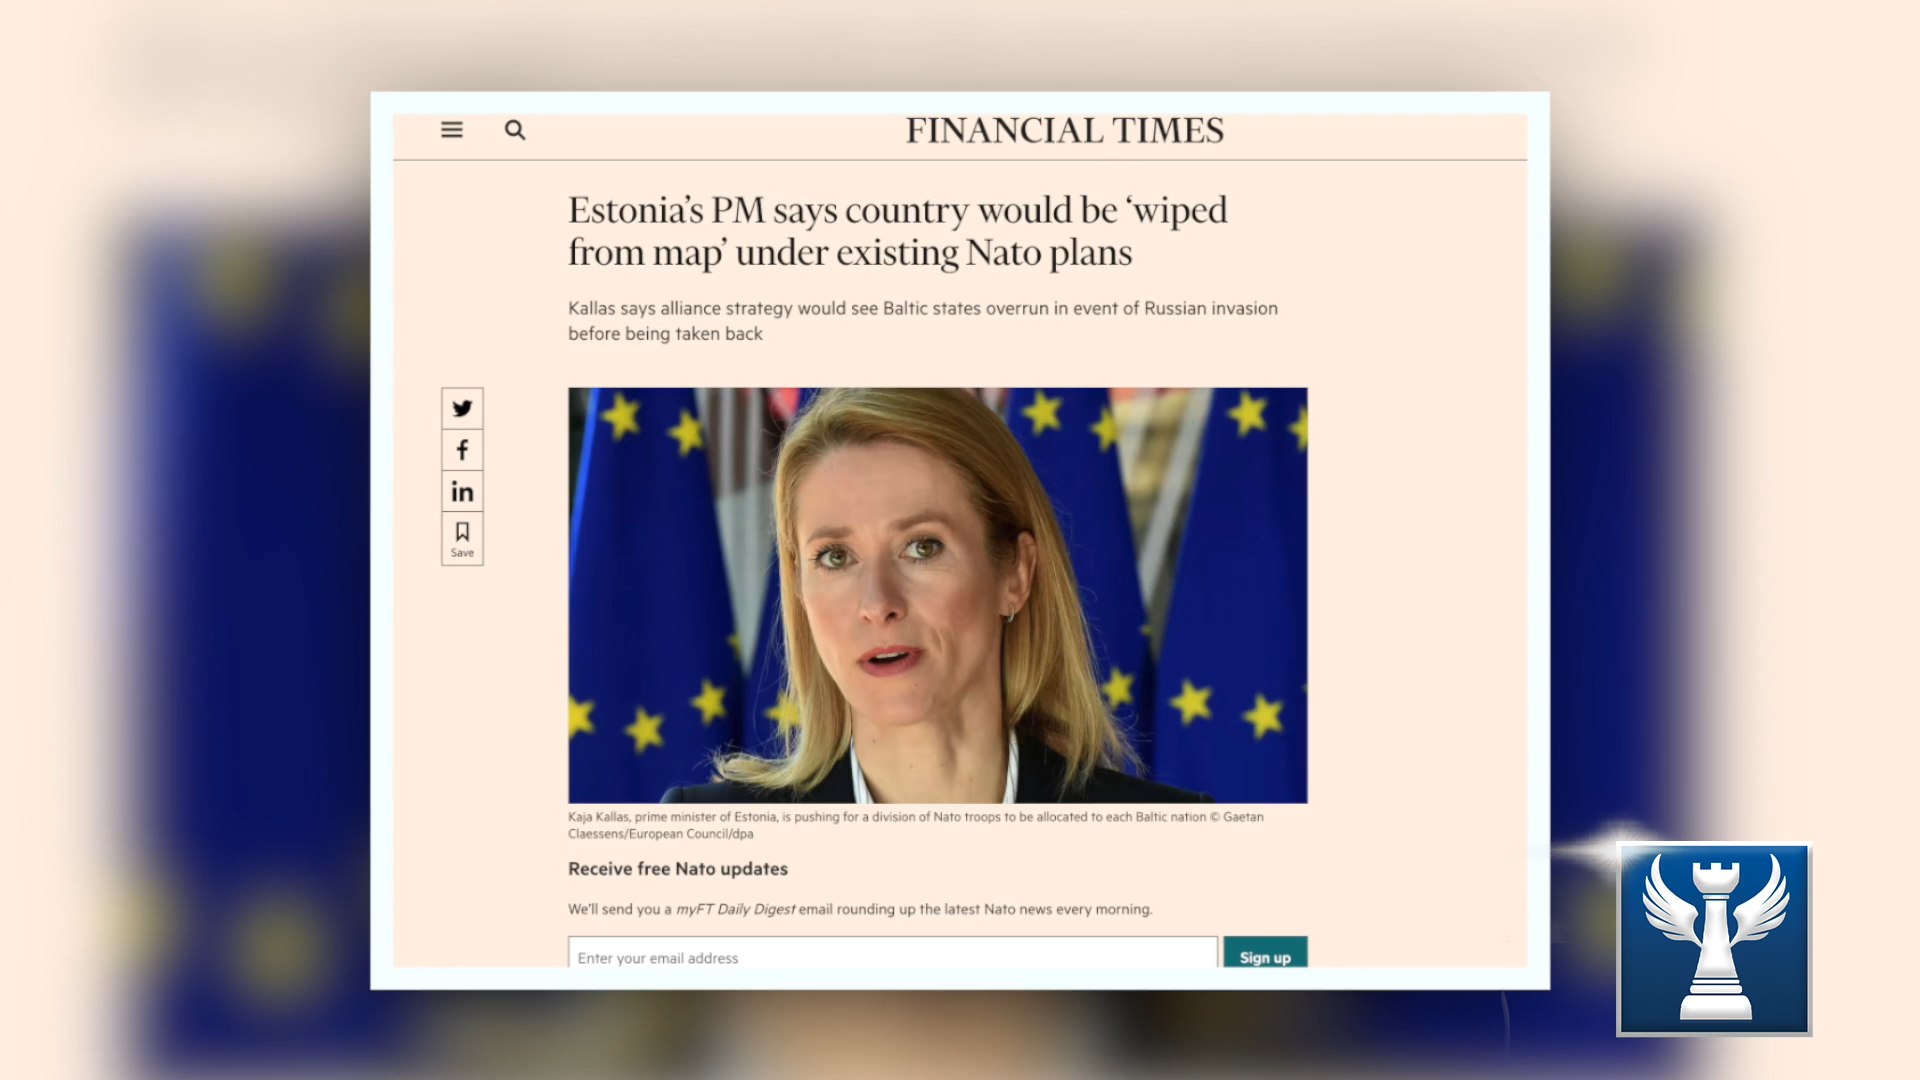 FINANCIAL TIMES
Estonia’s PM says country would be ‘wiped
from map’ under existing Nato plans
Kallas says alliance strategy would see Baltic states overrun in event of Russian invasion
before being taken back
f
in
Save
Kaja Kallas, prime minister of Estonia, is pushing for a division of Nato troops to be allocated to each Baltic nation © Gaetan
Claessens/European Council/dpa
Receive free Nato updates
We’ll send you a myFT Daily Digest email rounding up the latest Nato news every morning.
Enter your email address
Sign up